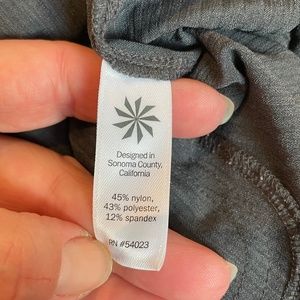 Designed in
Sonoma County,
California
45% nylon,
43% polyester,
12% spandex
RN #54023